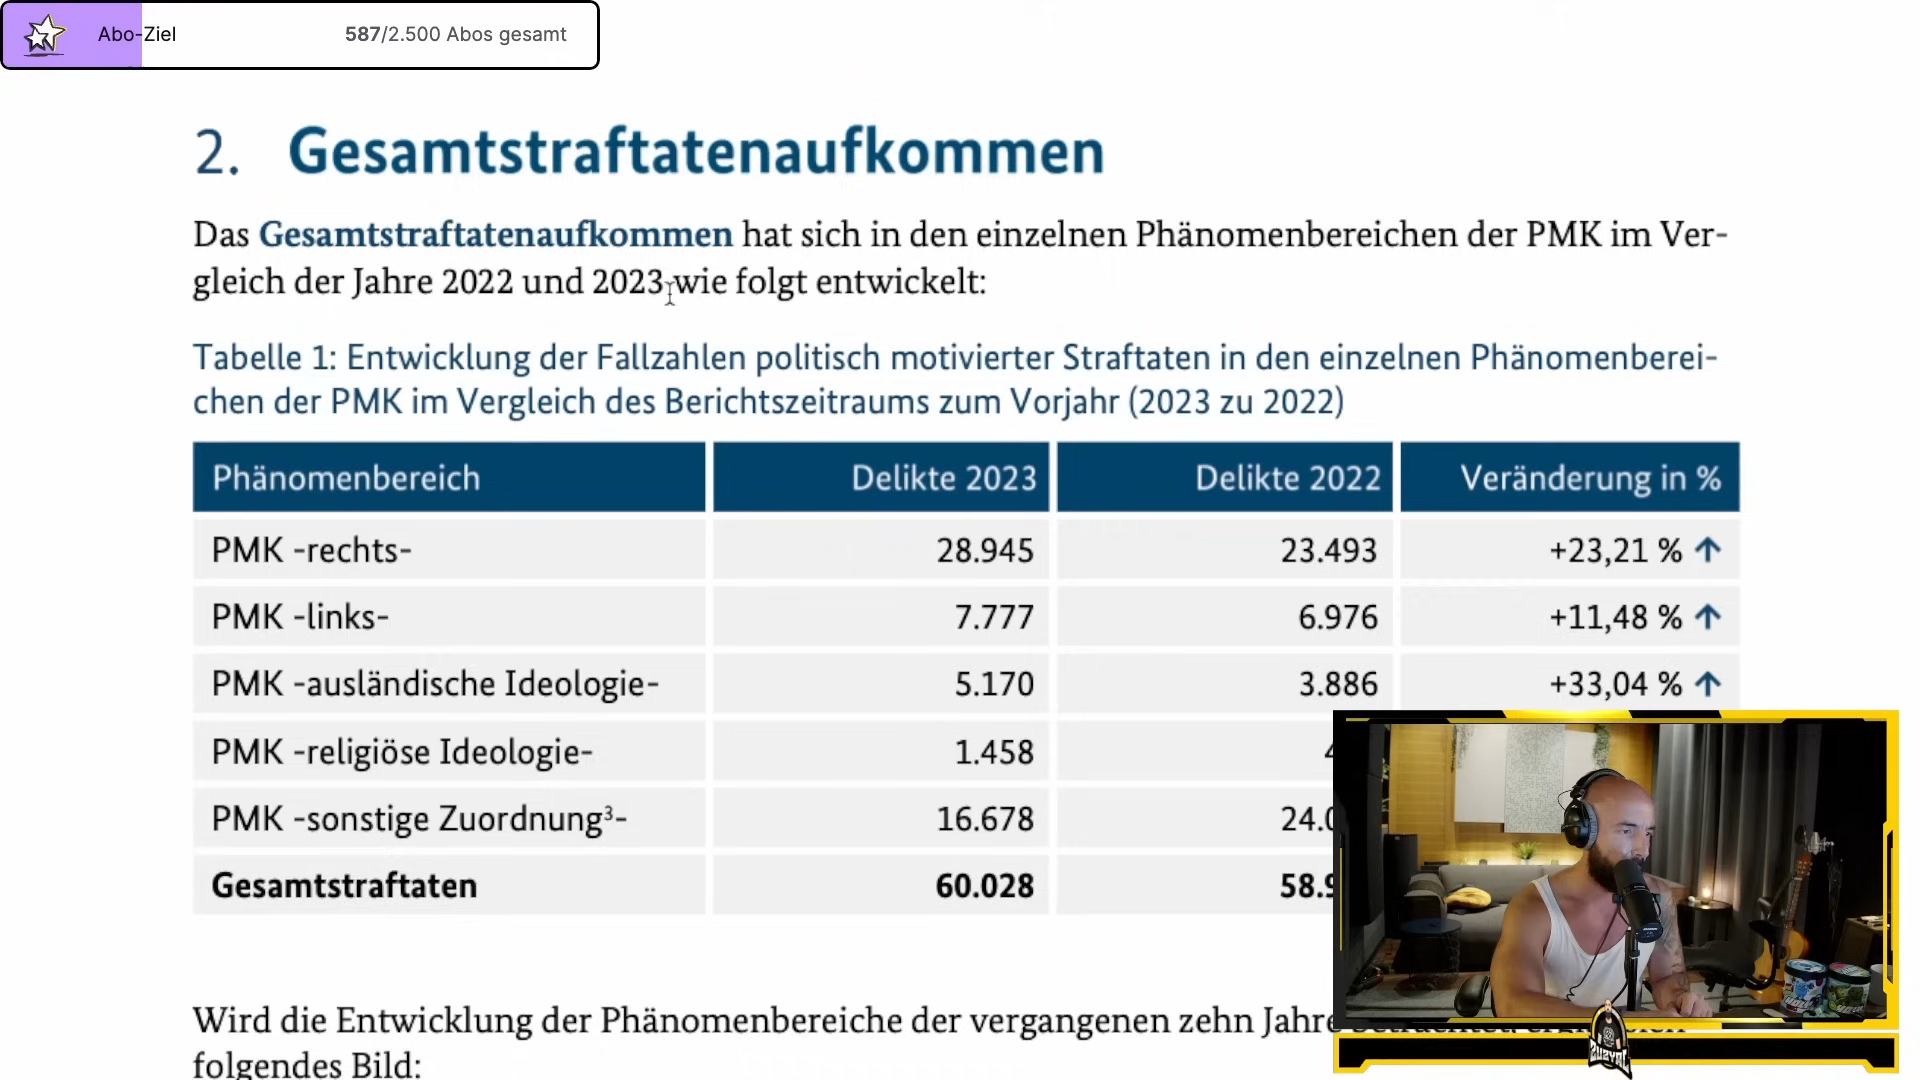 Abo-Ziel 587/2.500 Abos gesamt
2. Gesamtstraftatenaufkommen
Das Gesamtstraftatenaufkommen hat sich in den einzelnen Phänomenbereichen der PMK im Ver-
gleich der Jahre 2022 und 2023 wie folgt entwickelt:
Tabelle 1: Entwicklung der Fallzahlen politisch motivierter Straftaten in den einzelnen Phänomenberei-
chen der PMK im Vergleich des Berichtszeitraums zum Vorjahr (2023 zu 2022)
Phänomenbereich Delikte 2023 Delikte 2022 Veränderung in %
PMK -rechts- 28.945 23.493 +23,21 % ↑
PMK -links- 7.777 6.976 +11,48 % ↑
PMK -ausländische Ideologie- 5.170 3.886 +33,04 % ↑
PMK -religiöse Ideologie- 1.458
PMK -sonstige Zuordnung³- 16.678 24.0
Gesamtstraftaten 60.028 58.9
Wird die Entwicklung der Phänomenbereiche der vergangenen zehn Jahre
folgendes Bild: